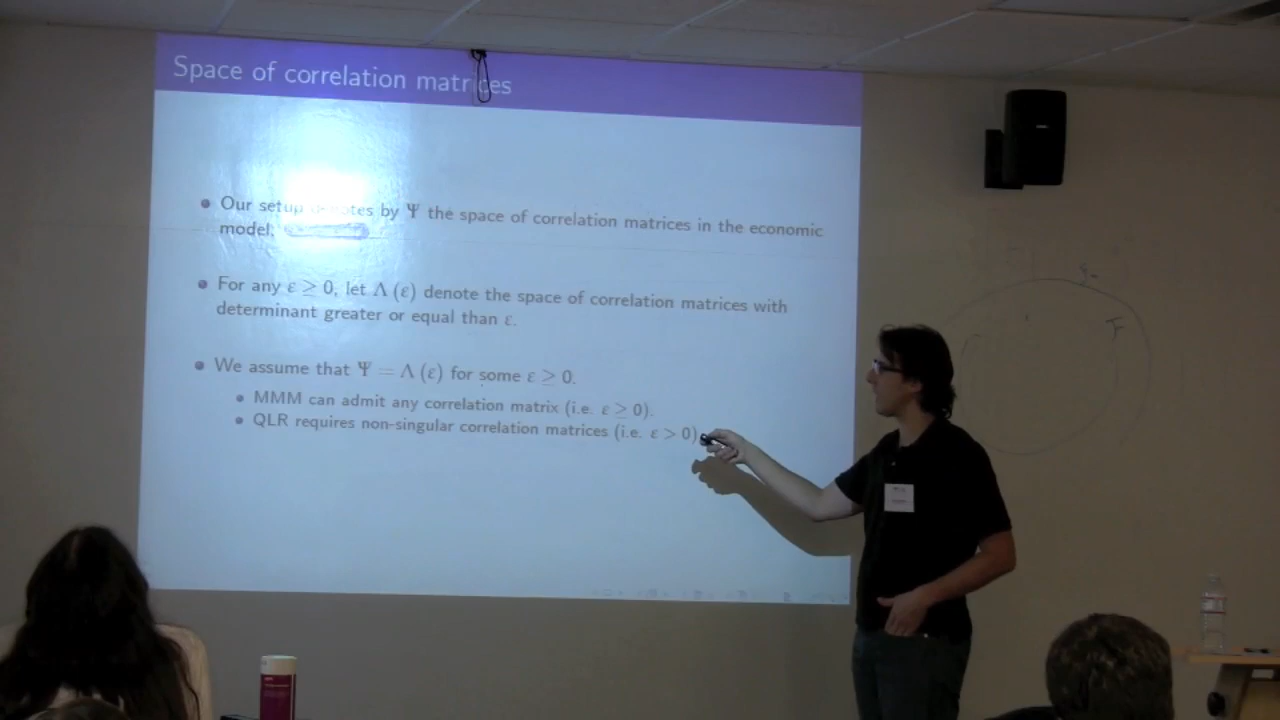 Space of correlation matrices
Our setup denotes by Ψ the space of correlation matrices in the economic
model.
For any ε ≥ 0, let Λ (ε) denote the space of correlation matrices with
determinant greater or equal than ε.
We assume that Ψ = Λ (ε) for some ε ≥ 0.
MMM can admit any correlation matrix (i.e. ε ≥ 0).
QLR requires non-singular correlation matrices (i.e. ε > 0)